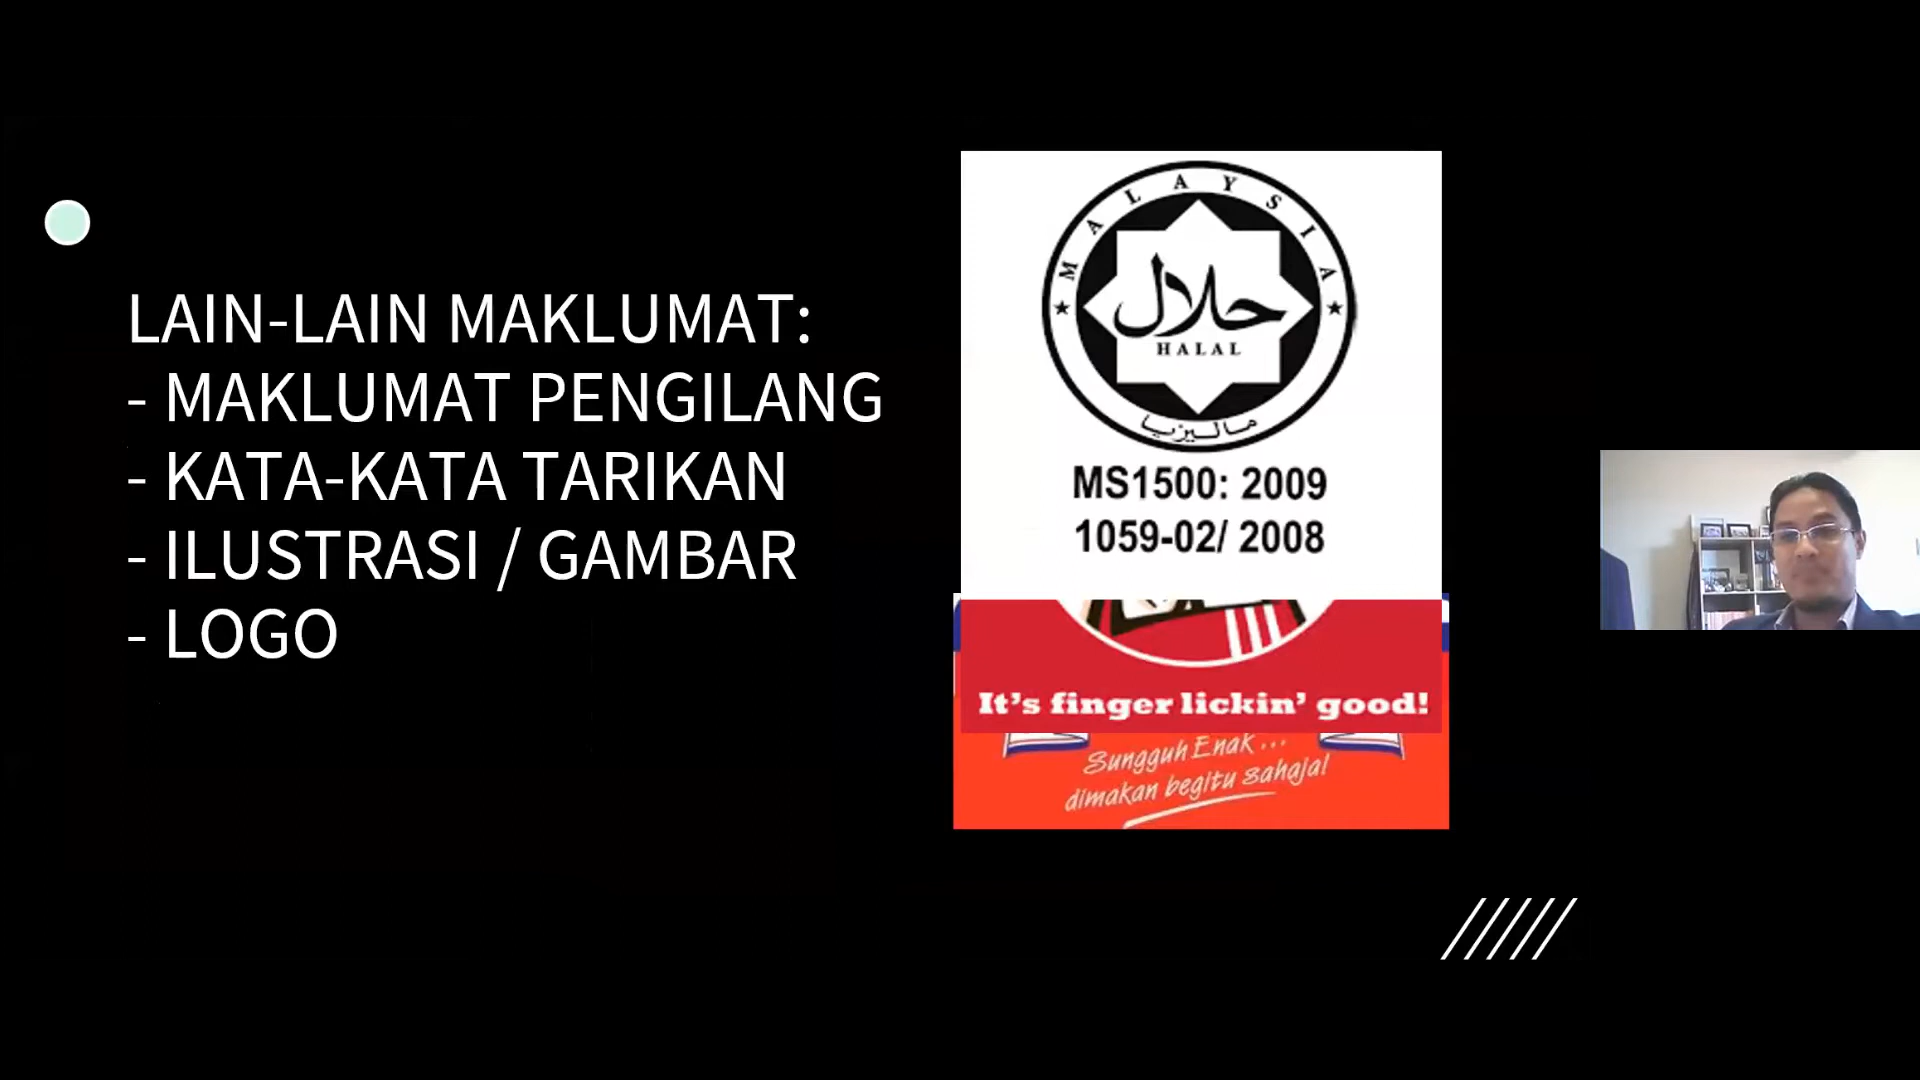 LAIN-LAIN MAKLUMAT:
- MAKLUMAT PENGILANG
- KATA-KATA TARIKAN
- ILUSTRASI / GAMBAR
- LOGO
MALAYSIA
حلال
HALAL
ماليزيا
MS1500: 2009
1059-02/ 2008
It's finger lickin' good!
Sungguh Enak ...
dimakan begitu sahaja!